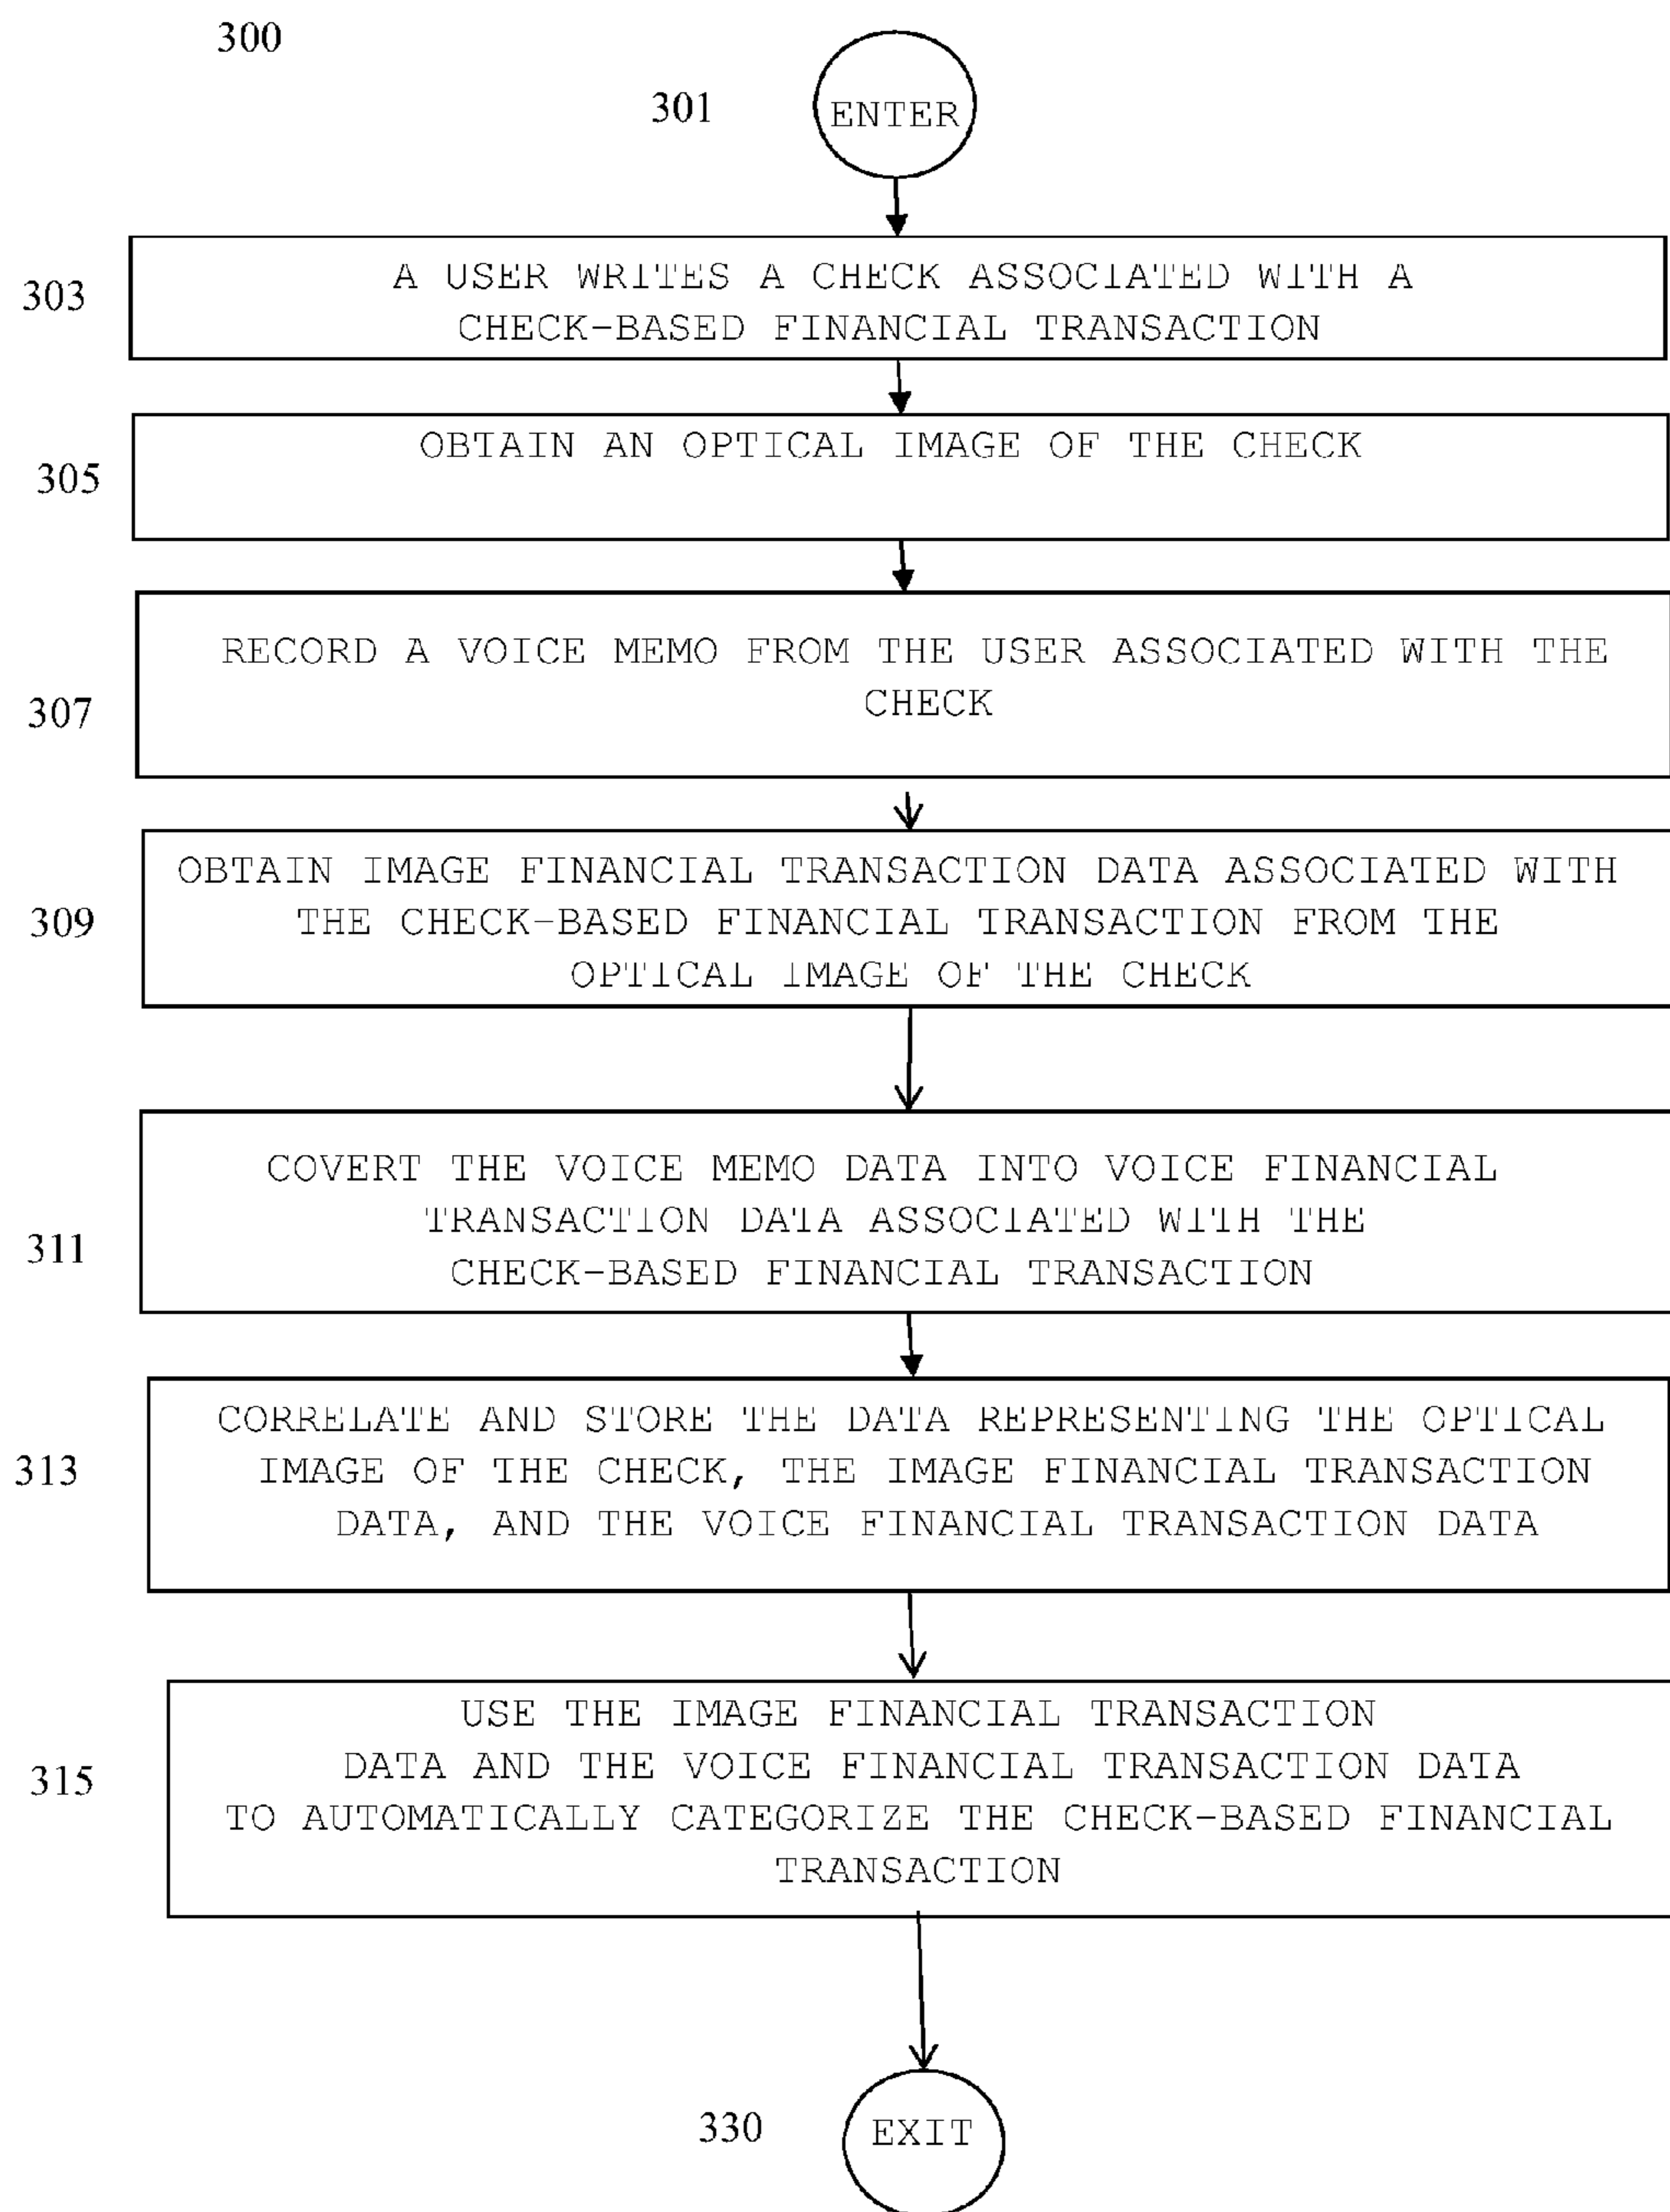 300
301
ENTER
303
A USER WRITES A CHECK ASSOCIATED WITH A
CHECK-BASED FINANCIAL TRANSACTION
305
OBTAIN AN OPTICAL IMAGE OF THE CHECK
307
RECORD A VOICE MEMO FROM THE USER ASSOCIATED WITH THE
CHECK
309
OBTAIN IMAGE FINANCIAL TRANSACTION DATA ASSOCIATED WITH
THE CHECK-BASED FINANCIAL TRANSACTION FROM THE
OPTICAL IMAGE OF THE CHECK
311
COVERT THE VOICE MEMO DATA INTO VOICE FINANCIAL
TRANSACTION DATA ASSOCIATED WITH THE
CHECK-BASED FINANCIAL TRANSACTION
313
CORRELATE AND STORE THE DATA REPRESENTING THE OPTICAL
IMAGE OF THE CHECK, THE IMAGE FINANCIAL TRANSACTION
DATA, AND THE VOICE FINANCIAL TRANSACTION DATA
315
USE THE IMAGE FINANCIAL TRANSACTION
DATA AND THE VOICE FINANCIAL TRANSACTION DATA
TO AUTOMATICALLY CATEGORIZE THE CHECK-BASED FINANCIAL
TRANSACTION
330
EXIT